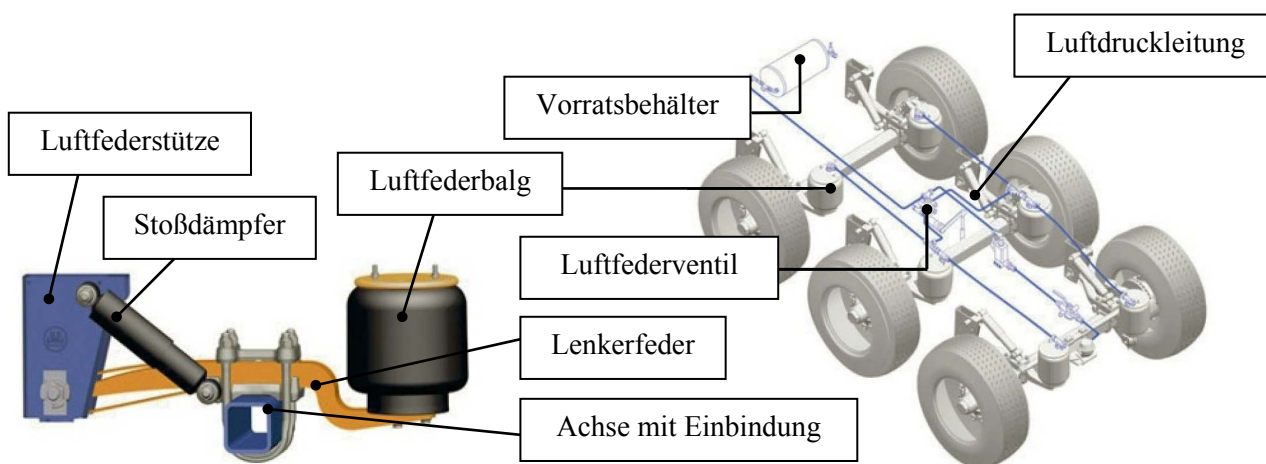 Luftdruckleitung
Vorratsbehälter
Luftfederstütze
Luftfederbalg
Stoßdämpfer
Luftfederventil
Lenkerfeder
Achse mit Einbindung